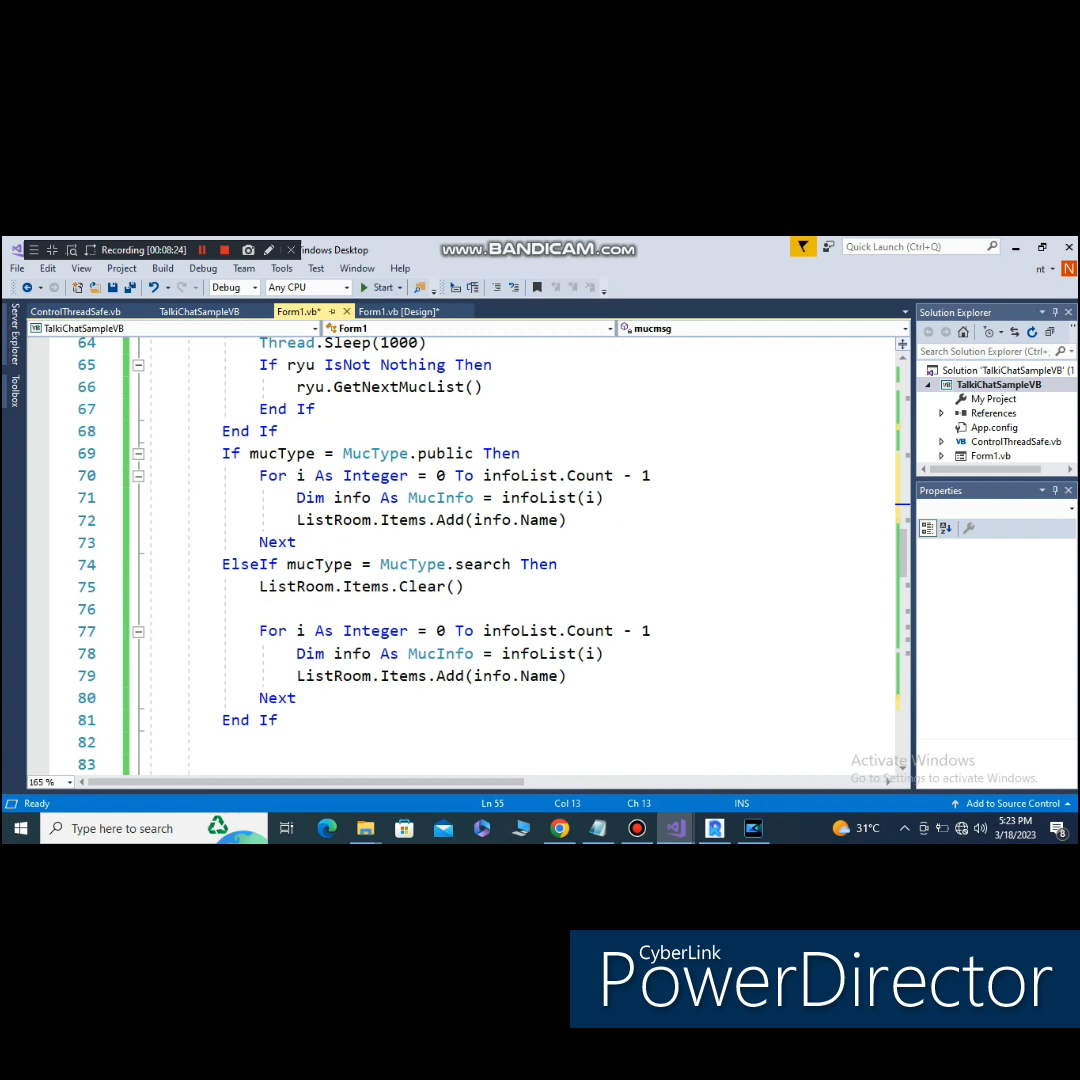 Recording [00:08:24]
indows Desktop
www.BANDICAM.com
Quick Launch (Ctrl+Q)
File Edit View Project Build Debug Team Tools Test Window Help
nt
N
Debug Any CPU Start
Server Explorer
Toolbox
ControlThreadSafe.vb TalkiChatSampleVB Form1.vb* Form1.vb [Design]*
TalkiChatSampleVB Form1 mucmsg
64 Thread.Sleep(1000)
65 If ryu IsNot Nothing Then
66 ryu.GetNextMucList()
67 End If
68 End If
69 If mucType = MucType.public Then
70 For i As Integer = 0 To infoList.Count - 1
71 Dim info As MucInfo = infoList(i)
72 ListRoom.Items.Add(info.Name)
73 Next
74 ElseIf mucType = MucType.search Then
75 ListRoom.Items.Clear()
76
77 For i As Integer = 0 To infoList.Count - 1
78 Dim info As MucInfo = infoList(i)
79 ListRoom.Items.Add(info.Name)
80 Next
81 End If
82
83
165 %
Solution Explorer
Search Solution Explorer (Ctrl+;
Solution 'TalkiChatSampleVB' (1
VB TalkiChatSampleVB
My Project
References
App.config
VB ControlThreadSafe.vb
Form1.vb
Properties
Activate Windows
Go to Settings to activate Windows.
Ready Ln 55 Col 13 Ch 13 INS Add to Source Control
Type here to search
31°C
5:23 PM
3/18/2023
8
CyberLink
PowerDirector